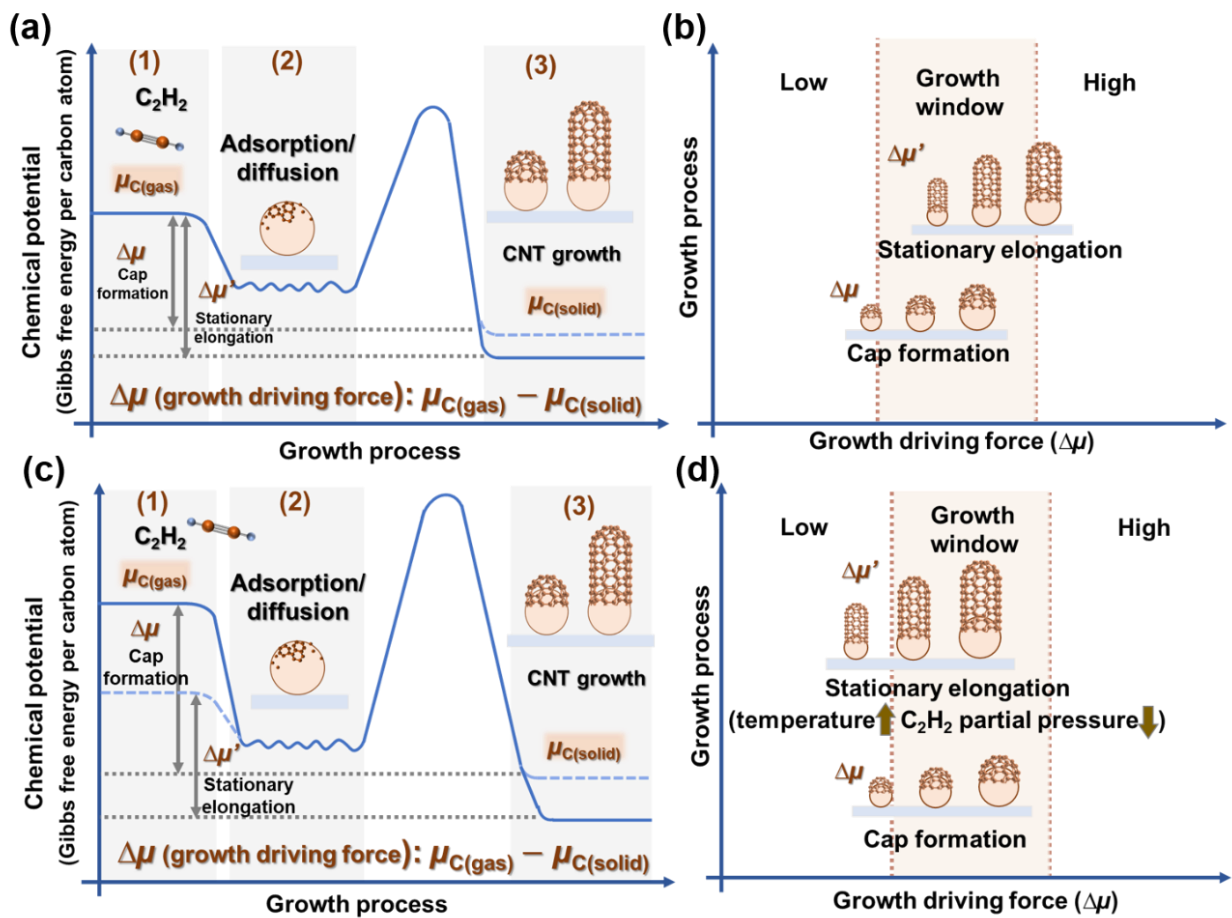 (a)
(1)
(2)
(3)
C₂H₂
μC(gas)
Adsorption/
diffusion
Δμ
Cap
formation
Δμ'
Stationary
elongation
CNT growth
μC(solid)
Δμ (growth driving force): μC(gas) − μC(solid)
Chemical potential
(Gibbs free energy per carbon atom)
Growth process
(b)
Low
Growth
window
High
Δμ'
Stationary elongation
Δμ
Cap formation
Growth process
Growth driving force (Δμ)
(c)
(1)
(2)
(3)
C₂H₂
μC(gas)
Adsorption/
diffusion
Δμ
Cap
formation
Δμ'
Stationary
elongation
CNT growth
μC(solid)
Δμ (growth driving force): μC(gas) − μC(solid)
Chemical potential
(Gibbs free energy per carbon atom)
Growth process
(d)
Low
Growth
window
High
Δμ'
Stationary elongation
(temperature⬆ C₂H₂ partial pressure⬇)
Δμ
Cap formation
Growth process
Growth driving force (Δμ)